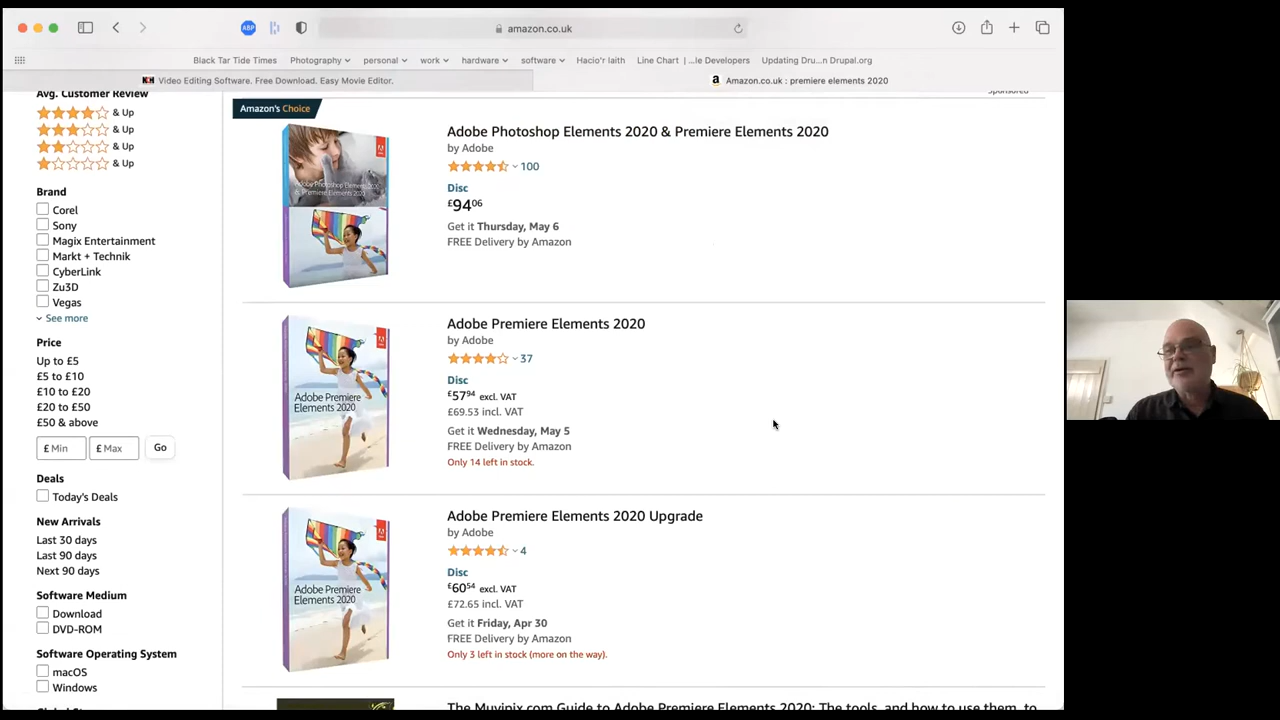 amazon.co.uk
Black Tar Tide Times Photography personal work hardware software Hacio'r Iaith Line Chart | ...le Developers Updating Dru...n Drupal.org
Video Editing Software. Free Download. Easy Movie Editor.
Amazon.co.uk : premiere elements 2020
Avg. Customer Review
& Up
& Up
& Up
& Up
Brand
Corel
Sony
Magix Entertainment
Markt + Technik
CyberLink
Zu3D
Vegas
See more
Price
Up to £5
£5 to £10
£10 to £20
£20 to £50
£50 & above
£ Min £ Max Go
Deals
Today's Deals
New Arrivals
Last 30 days
Last 90 days
Next 90 days
Software Medium
Download
DVD-ROM
Software Operating System
macOS
Windows
Sponsored
Amazon's Choice
Adobe Photoshop Elements 2020
& Premiere Elements 2020
Adobe Photoshop Elements 2020 & Premiere Elements 2020
by Adobe
100
Disc
£94.06
Get it Thursday, May 6
FREE Delivery by Amazon
Adobe Premiere
Elements 2020
Adobe Premiere Elements 2020
by Adobe
37
Disc
£57.94 excl. VAT
£69.53 incl. VAT
Get it Wednesday, May 5
FREE Delivery by Amazon
Only 14 left in stock.
Adobe Premiere
Elements 2020
Adobe Premiere Elements 2020 Upgrade
by Adobe
4
Disc
£60.54 excl. VAT
£72.65 incl. VAT
Get it Friday, Apr 30
FREE Delivery by Amazon
Only 3 left in stock (more on the way).
The Muvipix.com Guide to Adobe Premiere Elements 2020: The tools, and how to use them, to